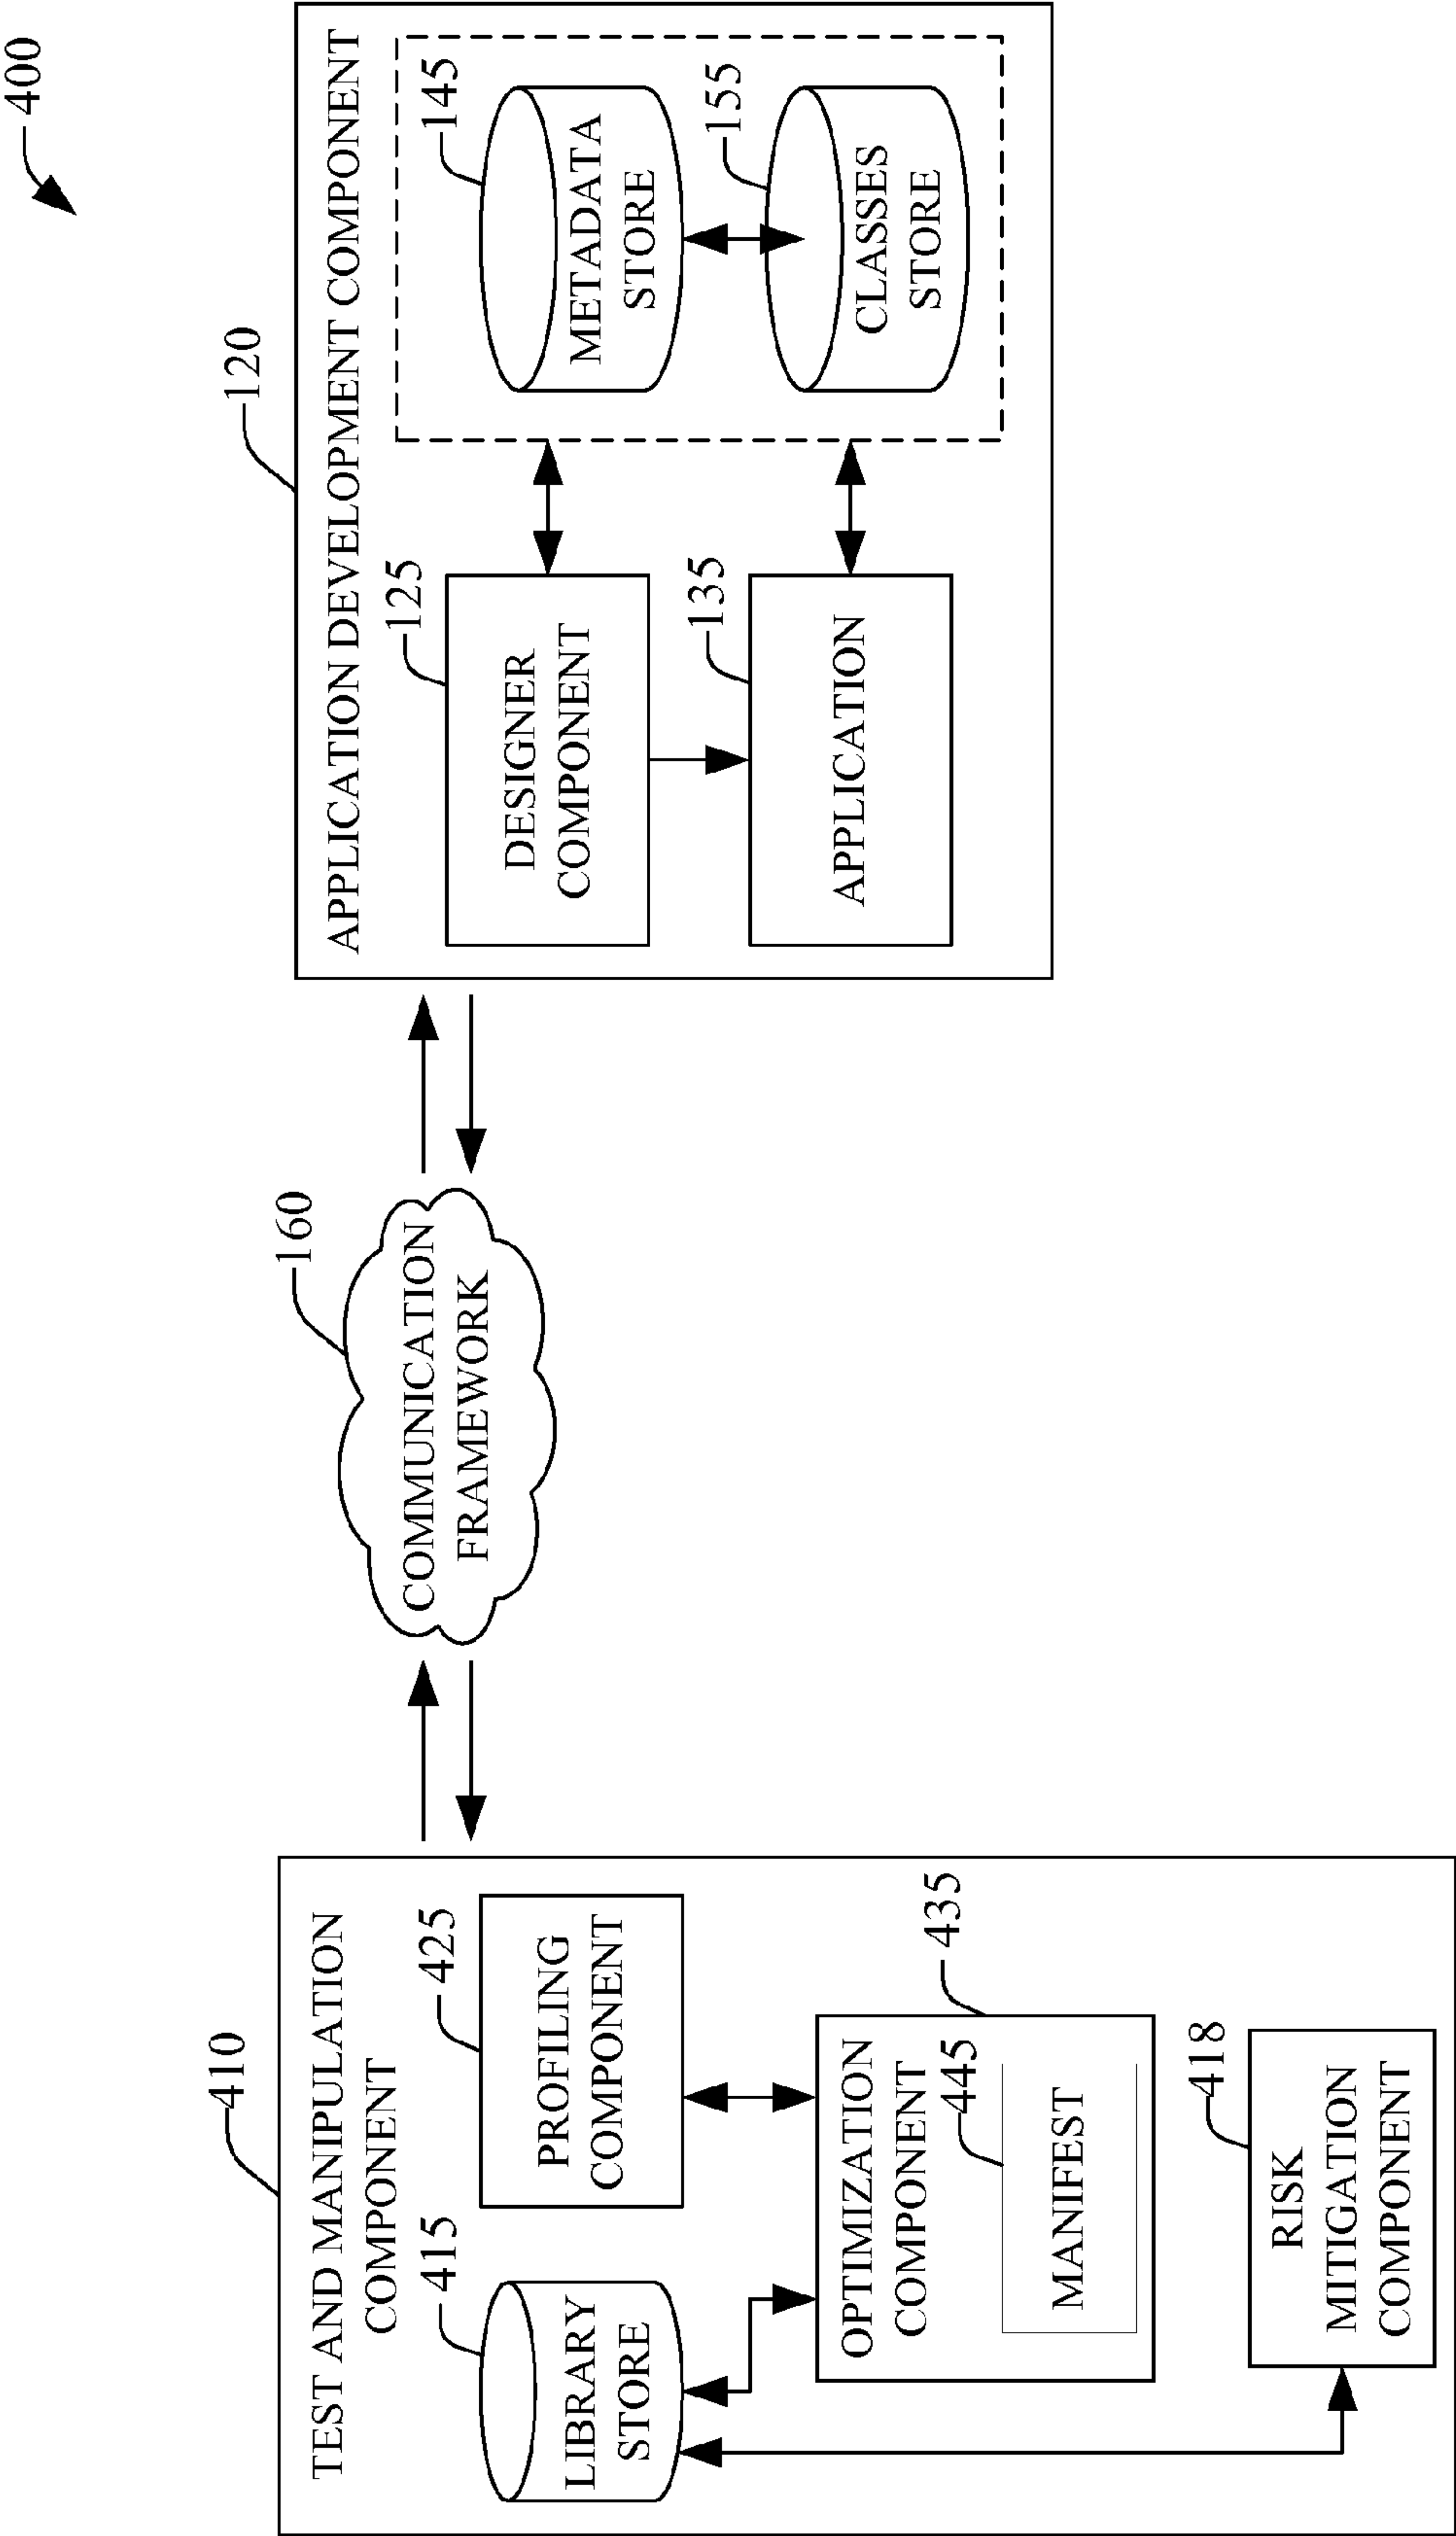 400
410
TEST AND MANIPULATION
COMPONENT
415
LIBRARY
STORE
425
PROFILING
COMPONENT
435
OPTIMIZATION
COMPONENT
445
MANIFEST
418
RISK
MITIGATION
COMPONENT
160
COMMUNICATION
FRAMEWORK
120
APPLICATION DEVELOPMENT COMPONENT
125
DESIGNER
COMPONENT
135
APPLICATION
145
METADATA
STORE
155
CLASSES
STORE